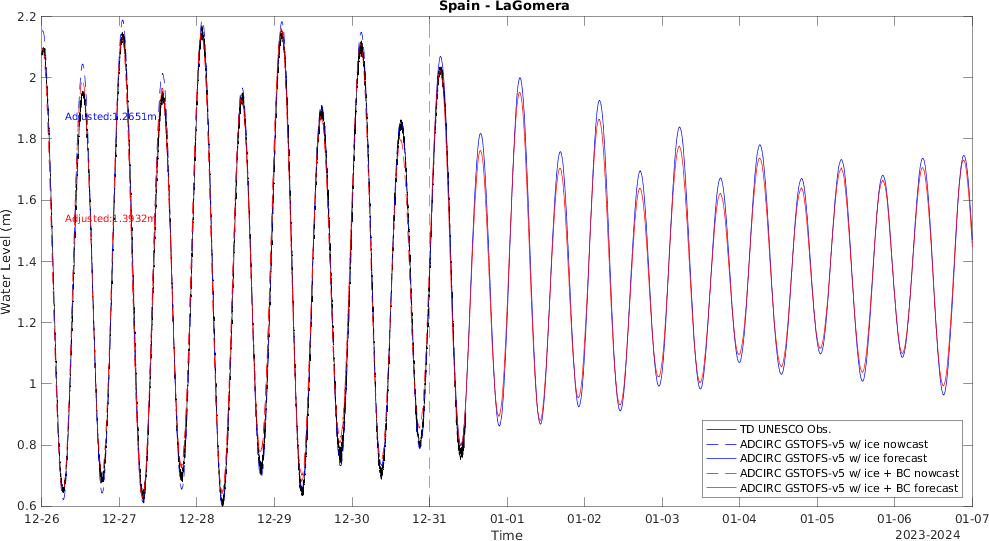 Spain - LaGomera
Water Level (m)
2.2
2
1.8
1.6
1.4
1.2
1
0.8
0.6
Adjusted:1.2651m
Adjusted:1.3932m
TD UNESCO Obs.
ADCIRC GSTOFS-v5 w/ ice nowcast
ADCIRC GSTOFS-v5 w/ ice forecast
ADCIRC GSTOFS-v5 w/ ice + BC nowcast
ADCIRC GSTOFS-v5 w/ ice + BC forecast
12-26 12-27 12-28 12-29 12-30 12-31 01-01 01-02 01-03 01-04 01-05 01-06 01-07
Time
2023-2024